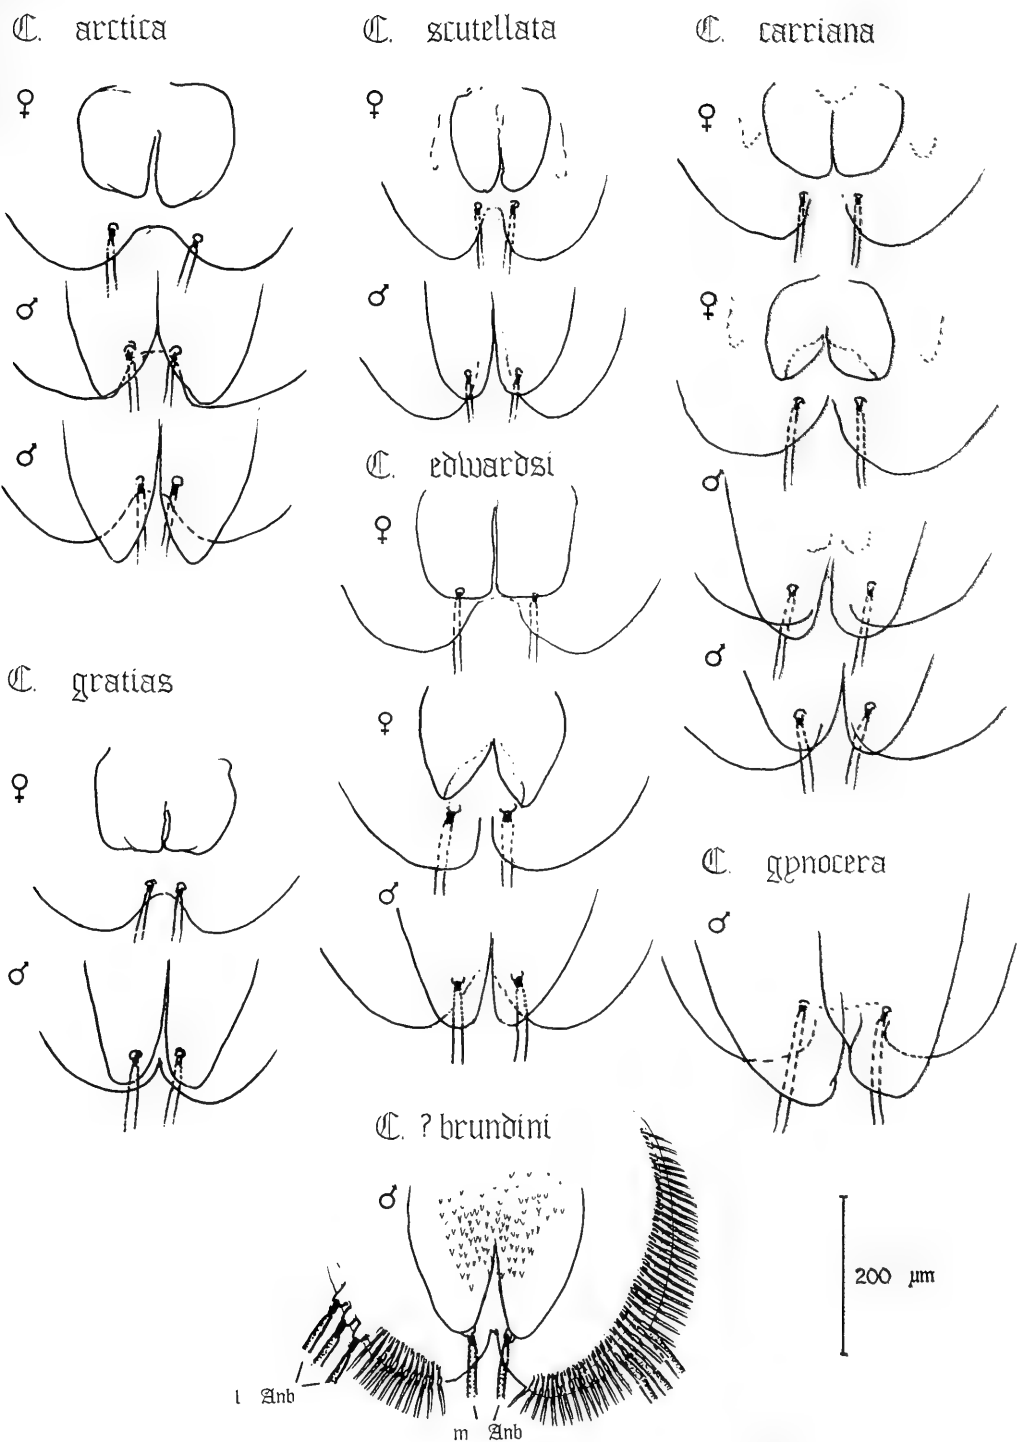 C. arctica
♀
♂
♂
C. gratias
♀
♂
C. scutellata
♀
♂
C. edwardsi
♀
♀
♂
C. carriana
♀
♀
♂
♂
C. gynocera
♂
C. ? brundini
♂
l Anb
m Anb
200 µm